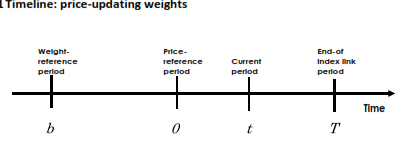 Timeline: price-updating weights
Weight-
reference
period
Price-
reference
period
Current
period
End-of
index link
period
Time
b
0
t
T